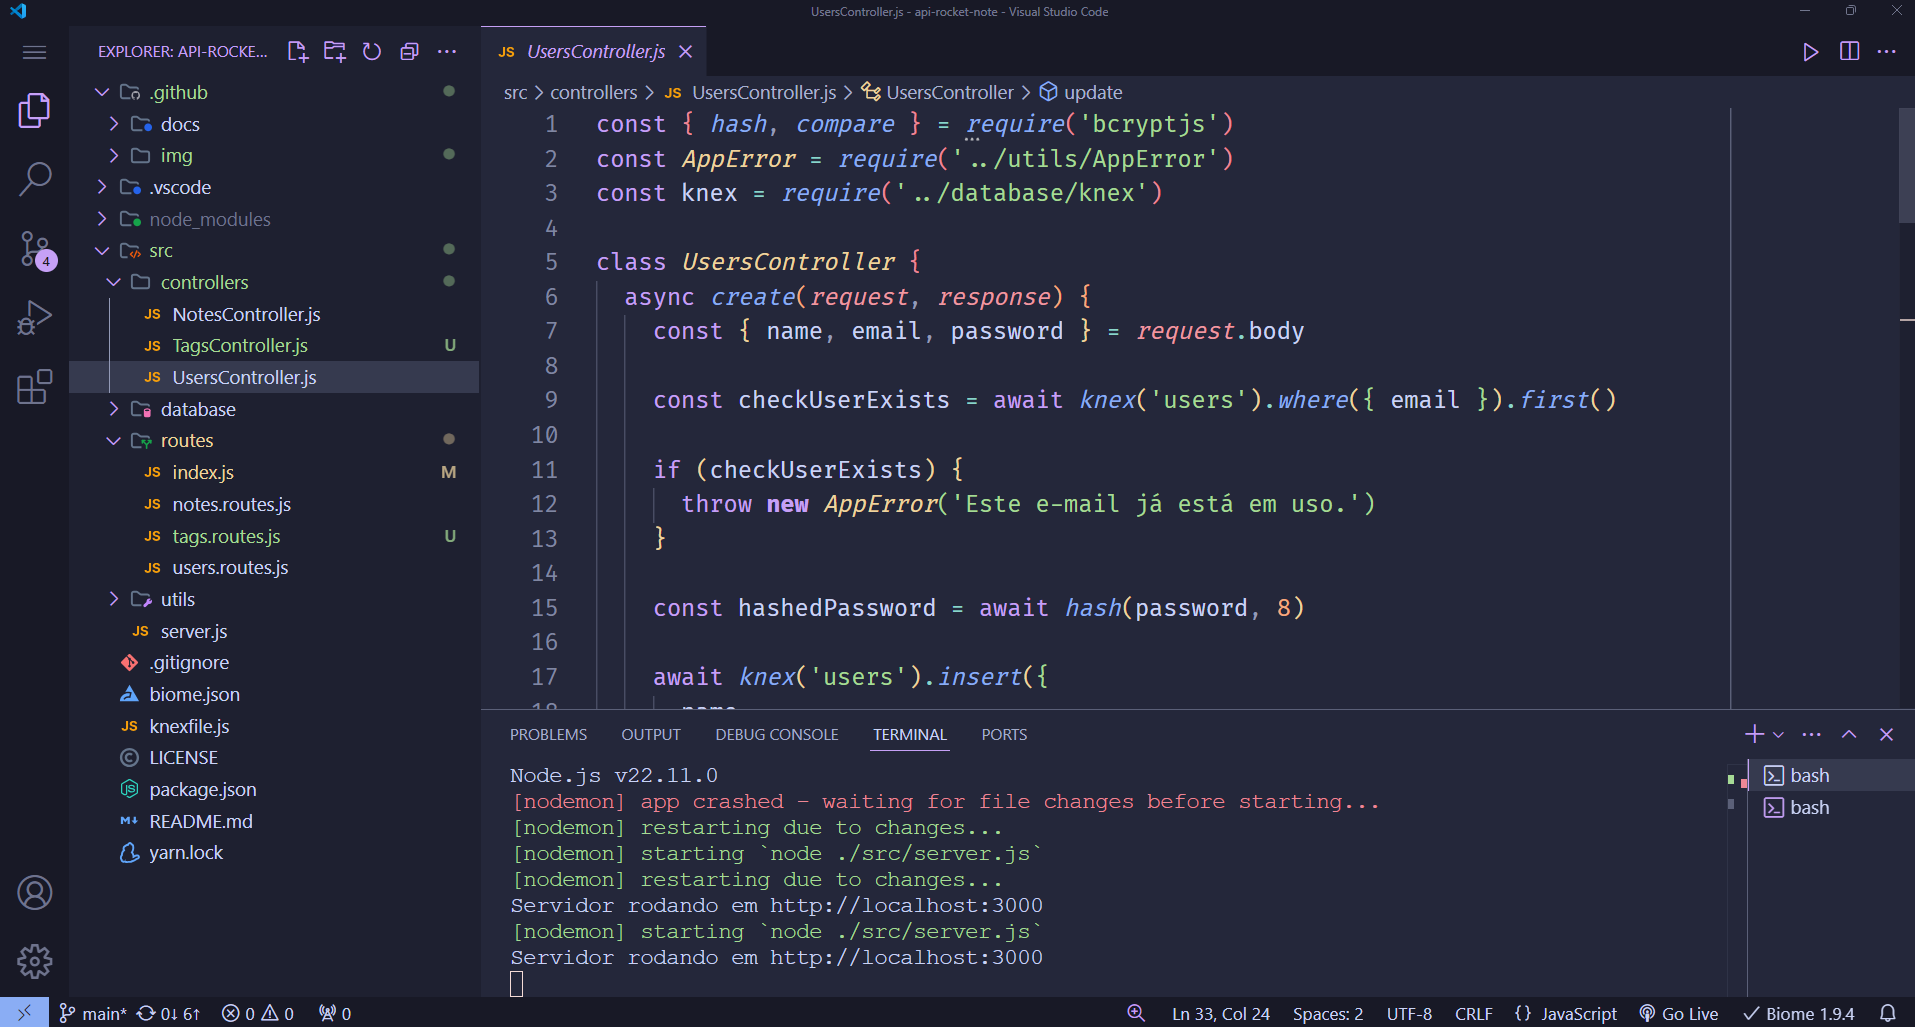 UsersController.js - api-rocket-note - Visual Studio Code
EXPLORER: API-ROCKE...
.github
docs
img
.vscode
node_modules
src
controllers
JS NotesController.js
JS TagsController.js U
JS UsersController.js
database
routes
JS index.js M
JS notes.routes.js
JS tags.routes.js U
JS users.routes.js
utils
JS server.js
.gitignore
biome.json
JS knexfile.js
LICENSE
package.json
README.md
yarn.lock
4
JS UsersController.js
src > controllers > JS UsersController.js > UsersController > update
1 const { hash, compare } = require('bcryptjs')
2 const AppError = require('../utils/AppError')
3 const knex = require('../database/knex')
4
5 class UsersController {
6 async create(request, response) {
7 const { name, email, password } = request.body
8
9 const checkUserExists = await knex('users').where({ email }).first()
10
11 if (checkUserExists) {
12 throw new AppError('Este e-mail já está em uso.')
13 }
14
15 const hashedPassword = await hash(password, 8)
16
17 await knex('users').insert({
18 name
PROBLEMS OUTPUT DEBUG CONSOLE TERMINAL PORTS
Node.js v22.11.0
[nodemon] app crashed - waiting for file changes before starting...
[nodemon] restarting due to changes...
[nodemon] starting `node ./src/server.js`
[nodemon] restarting due to changes...
Servidor rodando em http://localhost:3000
[nodemon] starting `node ./src/server.js`
Servidor rodando em http://localhost:3000
bash
bash
main* 0↓ 6↑ 0 0 0 Ln 33, Col 24 Spaces: 2 UTF-8 CRLF {} JavaScript Go Live Biome 1.9.4